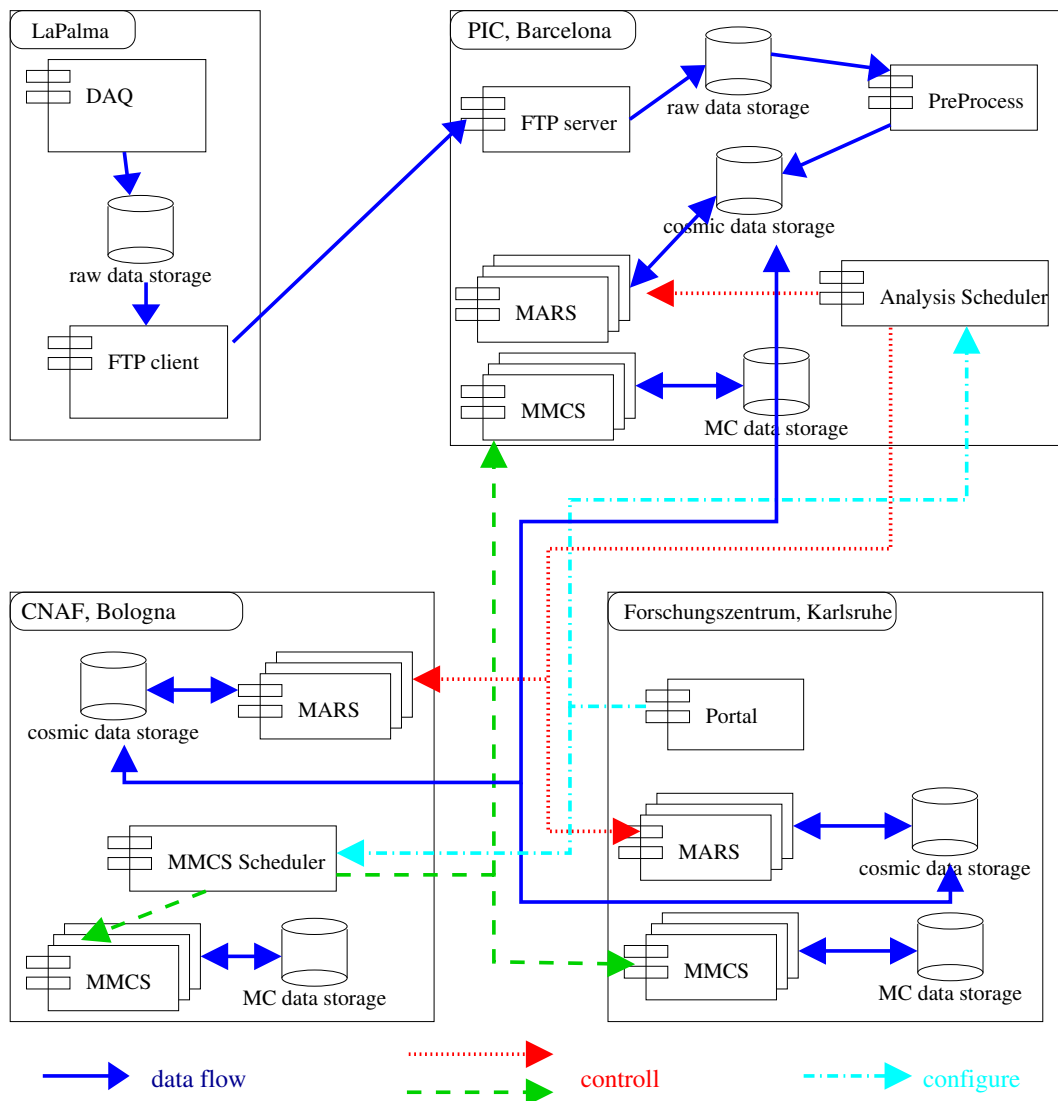 LaPalma
DAQ
raw data storage
FTP client
PIC, Barcelona
FTP server
raw data storage
PreProcess
cosmic data storage
MARS
Analysis Scheduler
MMCS
MC data storage
CNAF, Bologna
cosmic data storage
MARS
MMCS Scheduler
MMCS
MC data storage
Forschungszentrum, Karlsruhe
Portal
MARS
cosmic data storage
MMCS
MC data storage
data flow
controll
configure